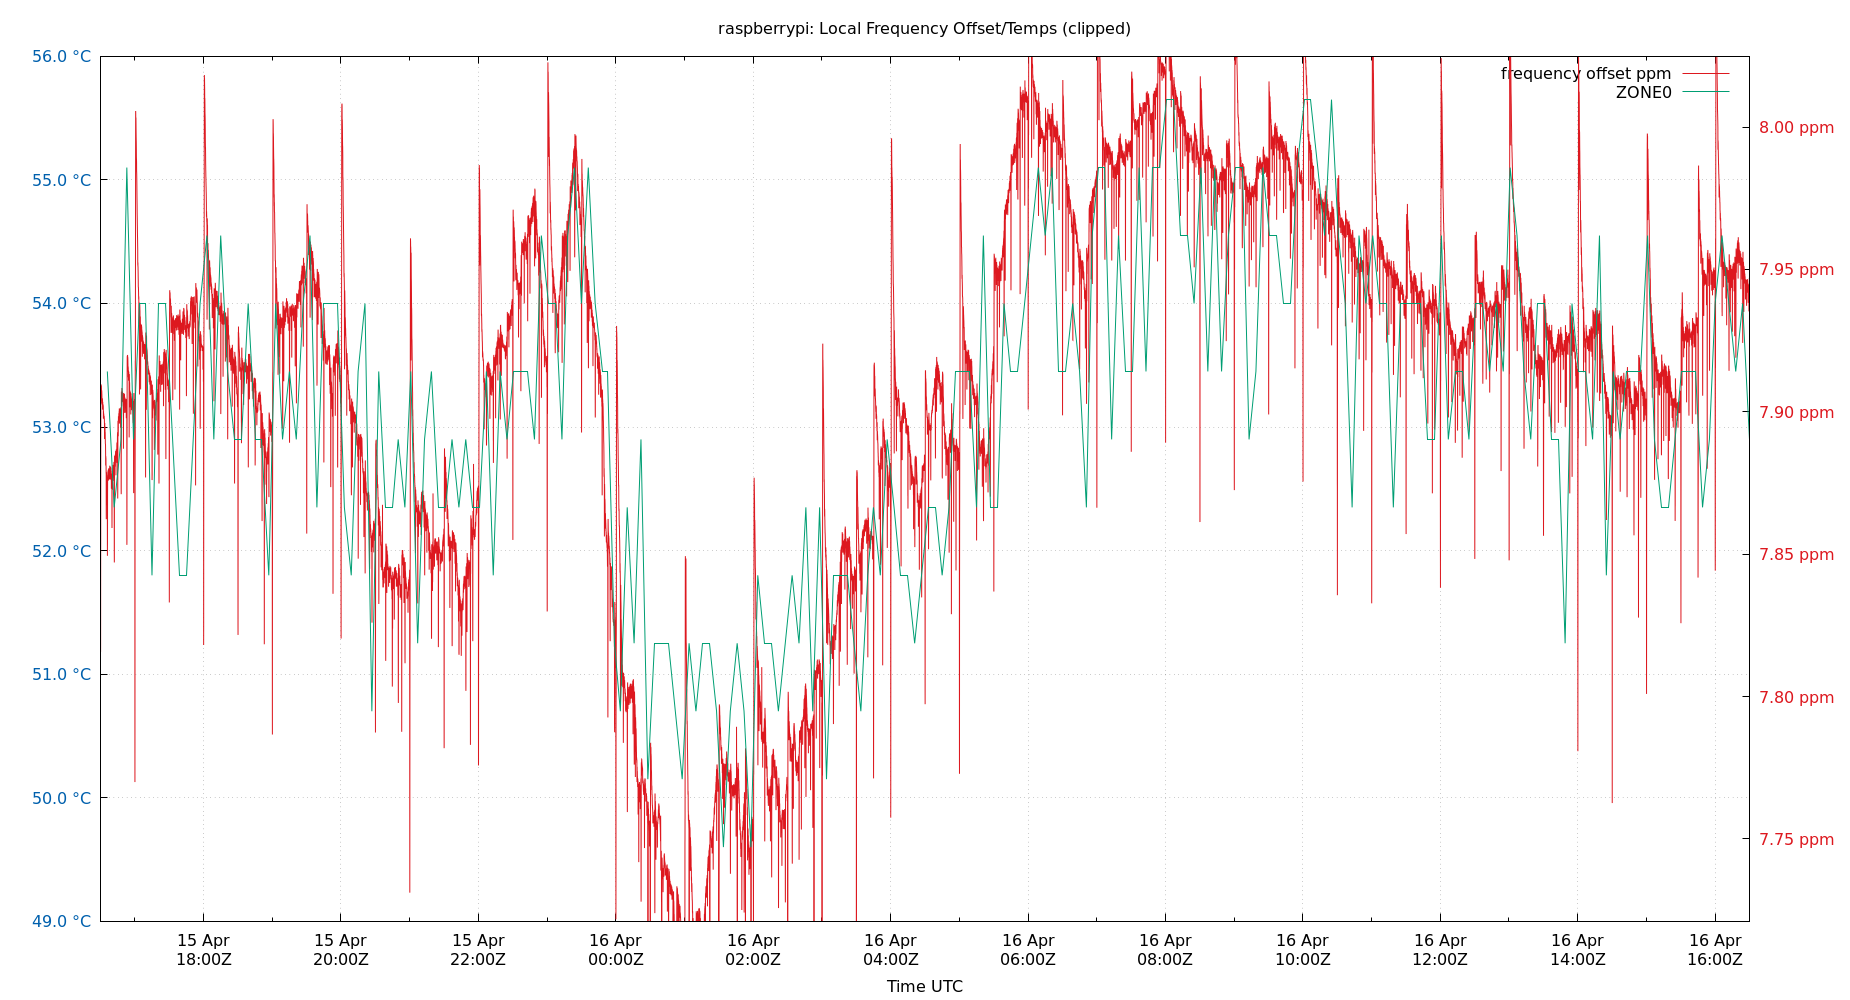 raspberrypi: Local Frequency Offset/Temps (clipped)
56.0 °C
55.0 °C
54.0 °C
53.0 °C
52.0 °C
51.0 °C
50.0 °C
49.0 °C
frequency offset ppm
ZONE0
8.00 ppm
7.95 ppm
7.90 ppm
7.85 ppm
7.80 ppm
7.75 ppm
15 Apr 15 Apr 15 Apr 16 Apr 16 Apr 16 Apr 16 Apr 16 Apr 16 Apr 16 Apr 16 Apr 16 Apr
18:00Z 20:00Z 22:00Z 00:00Z 02:00Z 04:00Z 06:00Z 08:00Z 10:00Z 12:00Z 14:00Z 16:00Z
Time UTC